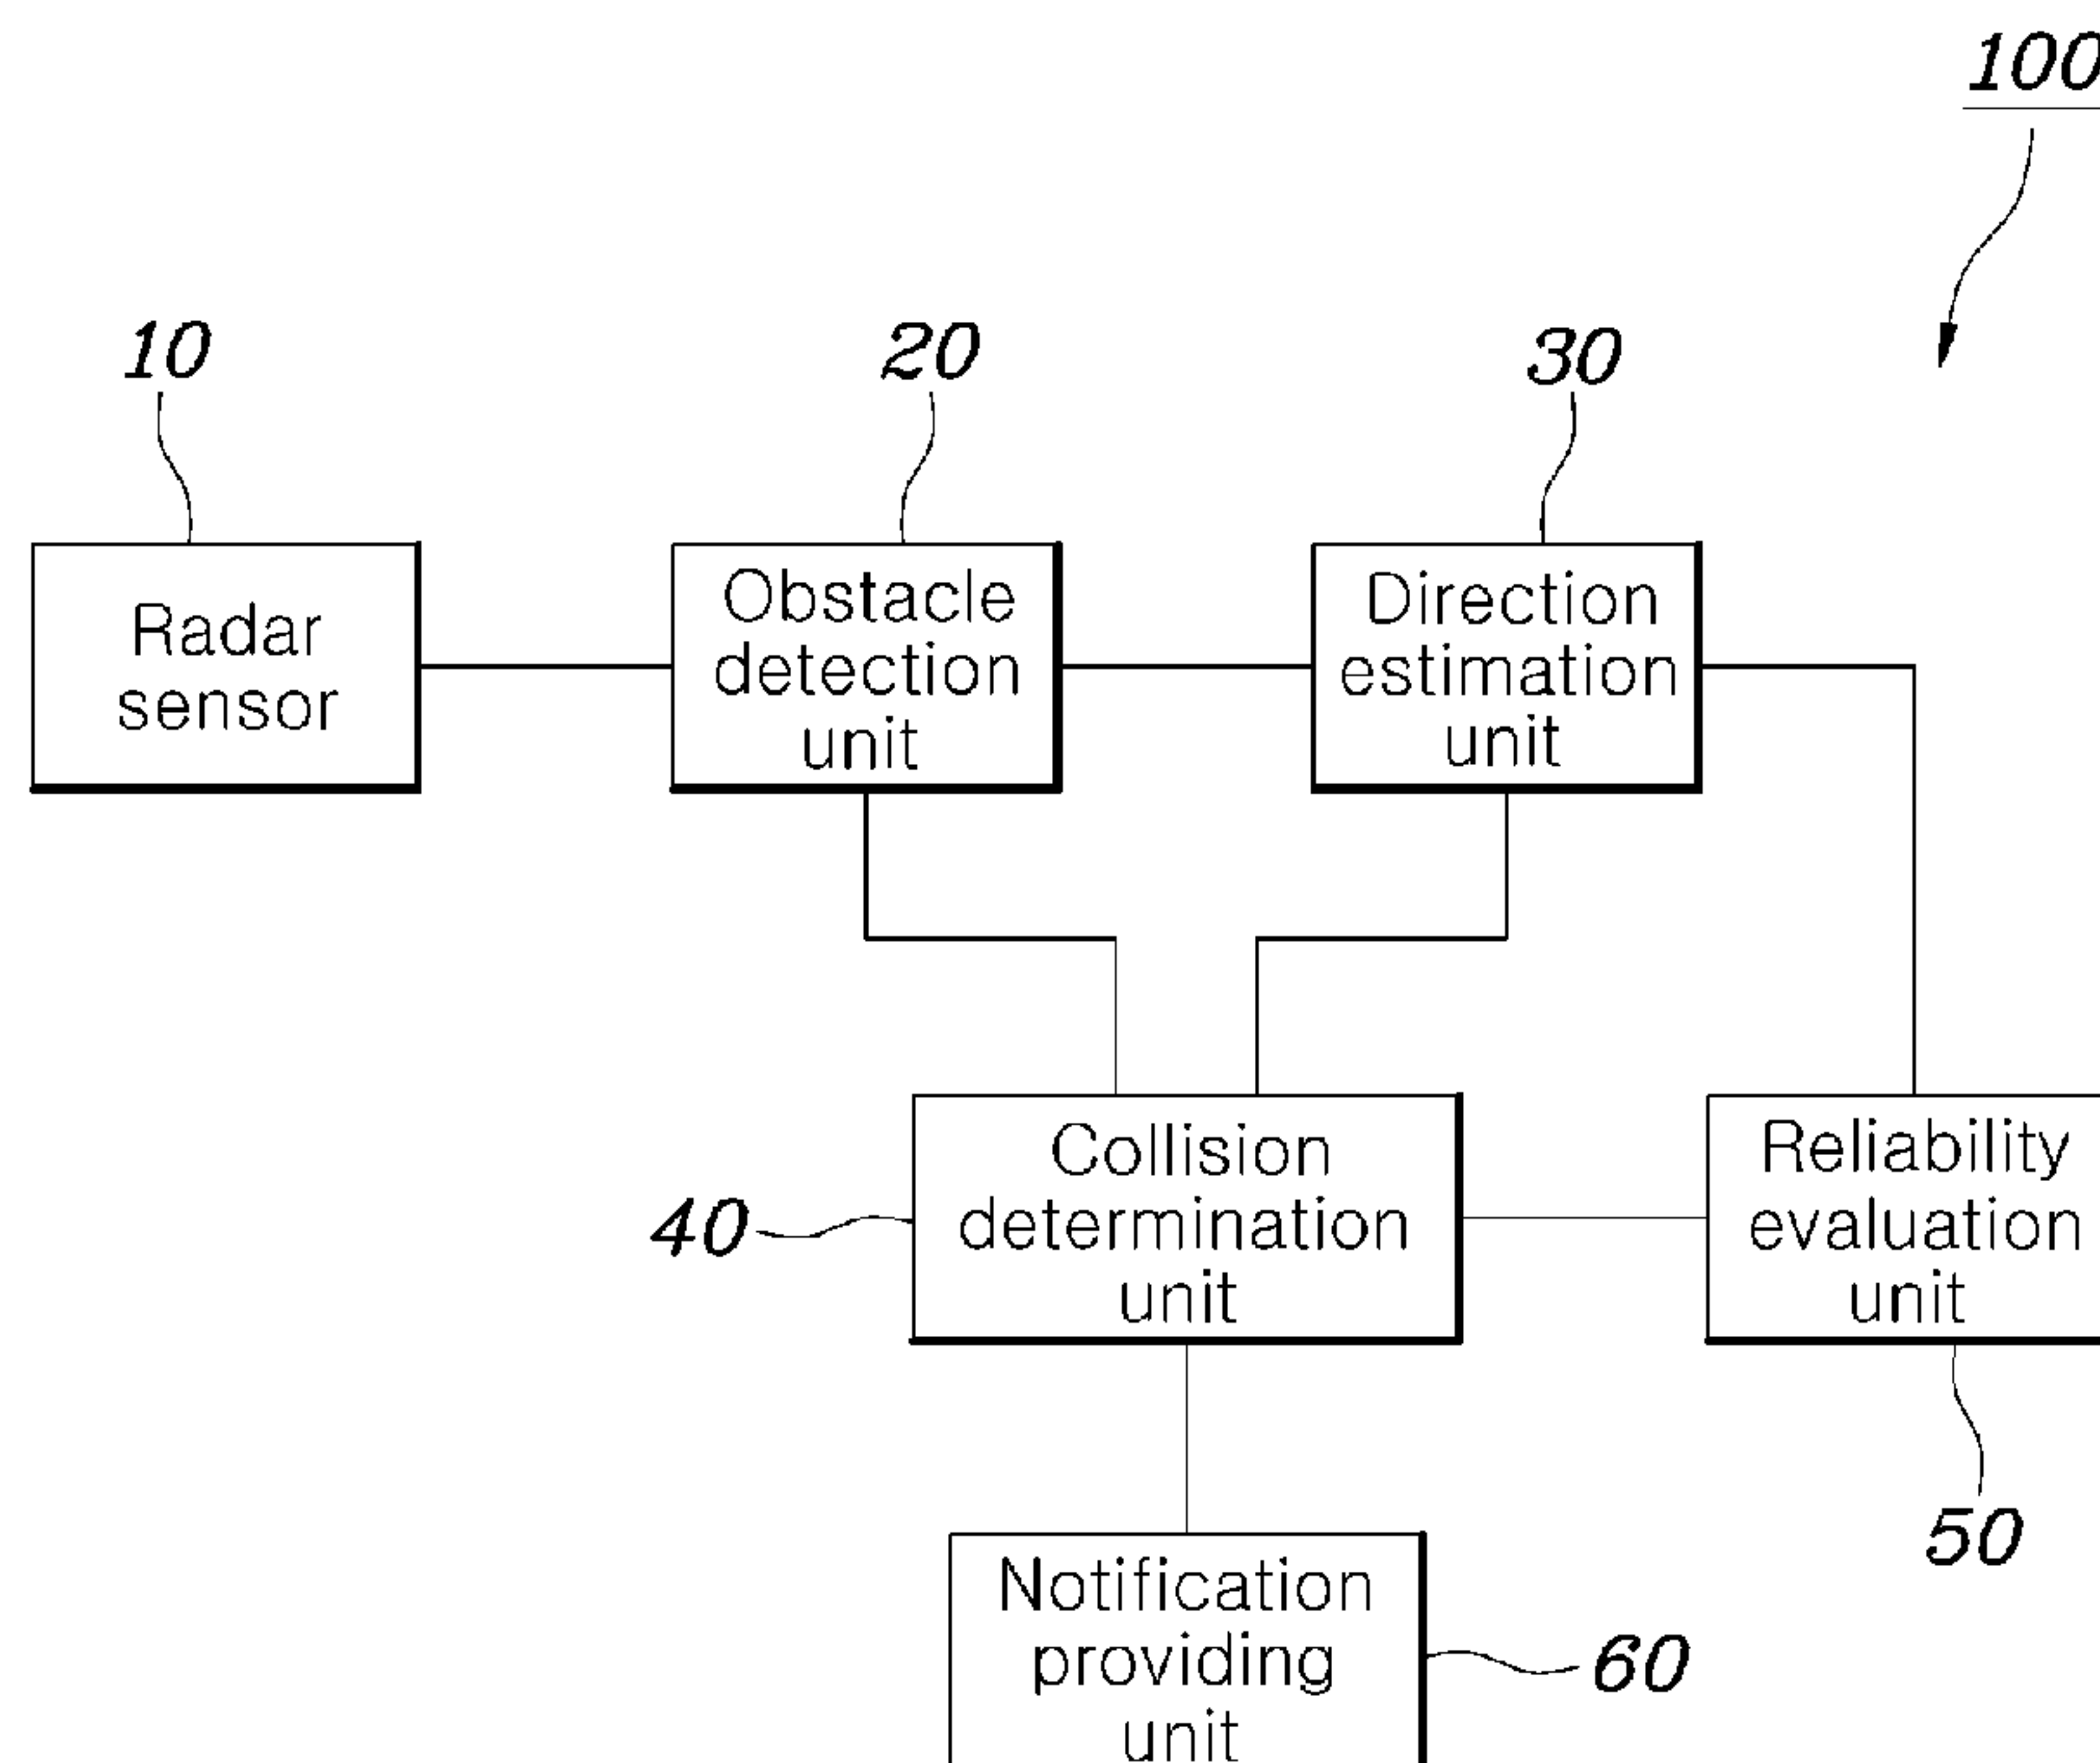 100
10
20
30
Radar
sensor
Obstacle
detection
unit
Direction
estimation
unit
40
Collision
determination
unit
Reliability
evaluation
unit
50
Notification
providing
unit
60